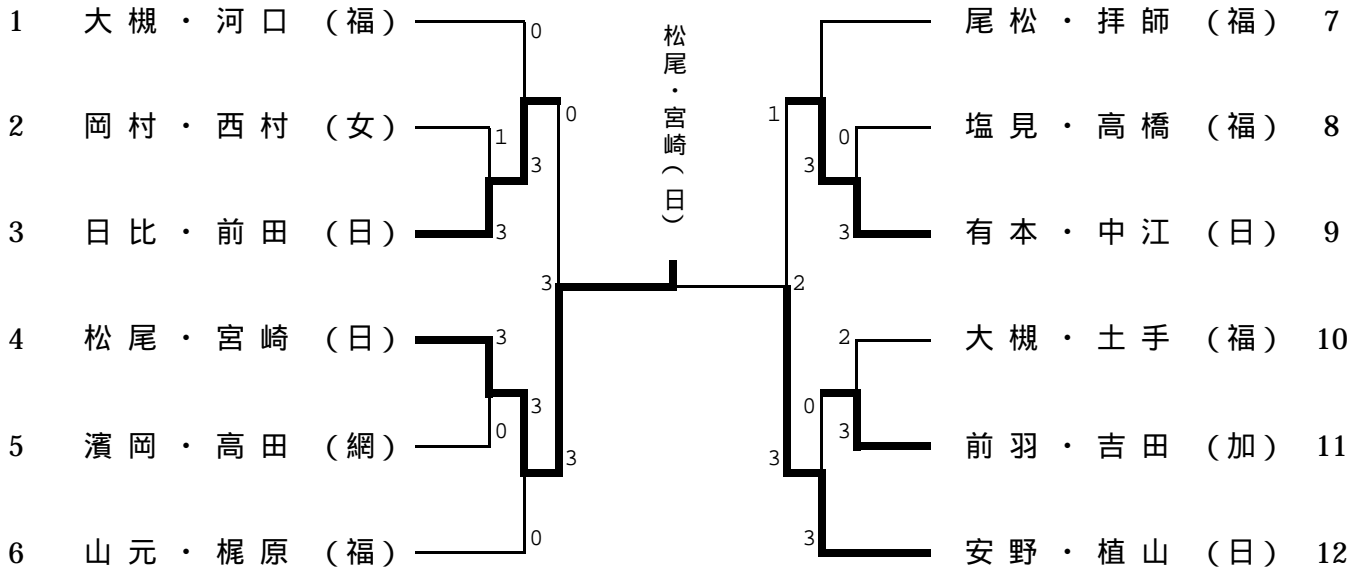 1 大槻・河口 (福)
0
2 岡村・西村 (女)
1
0
3
3 日比・前田 (日)
3
3
4 松尾・宮崎 (日)
3
3
5 濱岡・高田 (網)
0
3
6 山元・梶原 (福)
0
松尾・宮崎(日)
尾松・拝師 (福) 7
1
塩見・高橋 (福) 8
0
3
有本・中江 (日) 9
3
2
大槻・土手 (福) 10
2
0
前羽・吉田 (加) 11
3
3
安野・植山 (日) 12
3